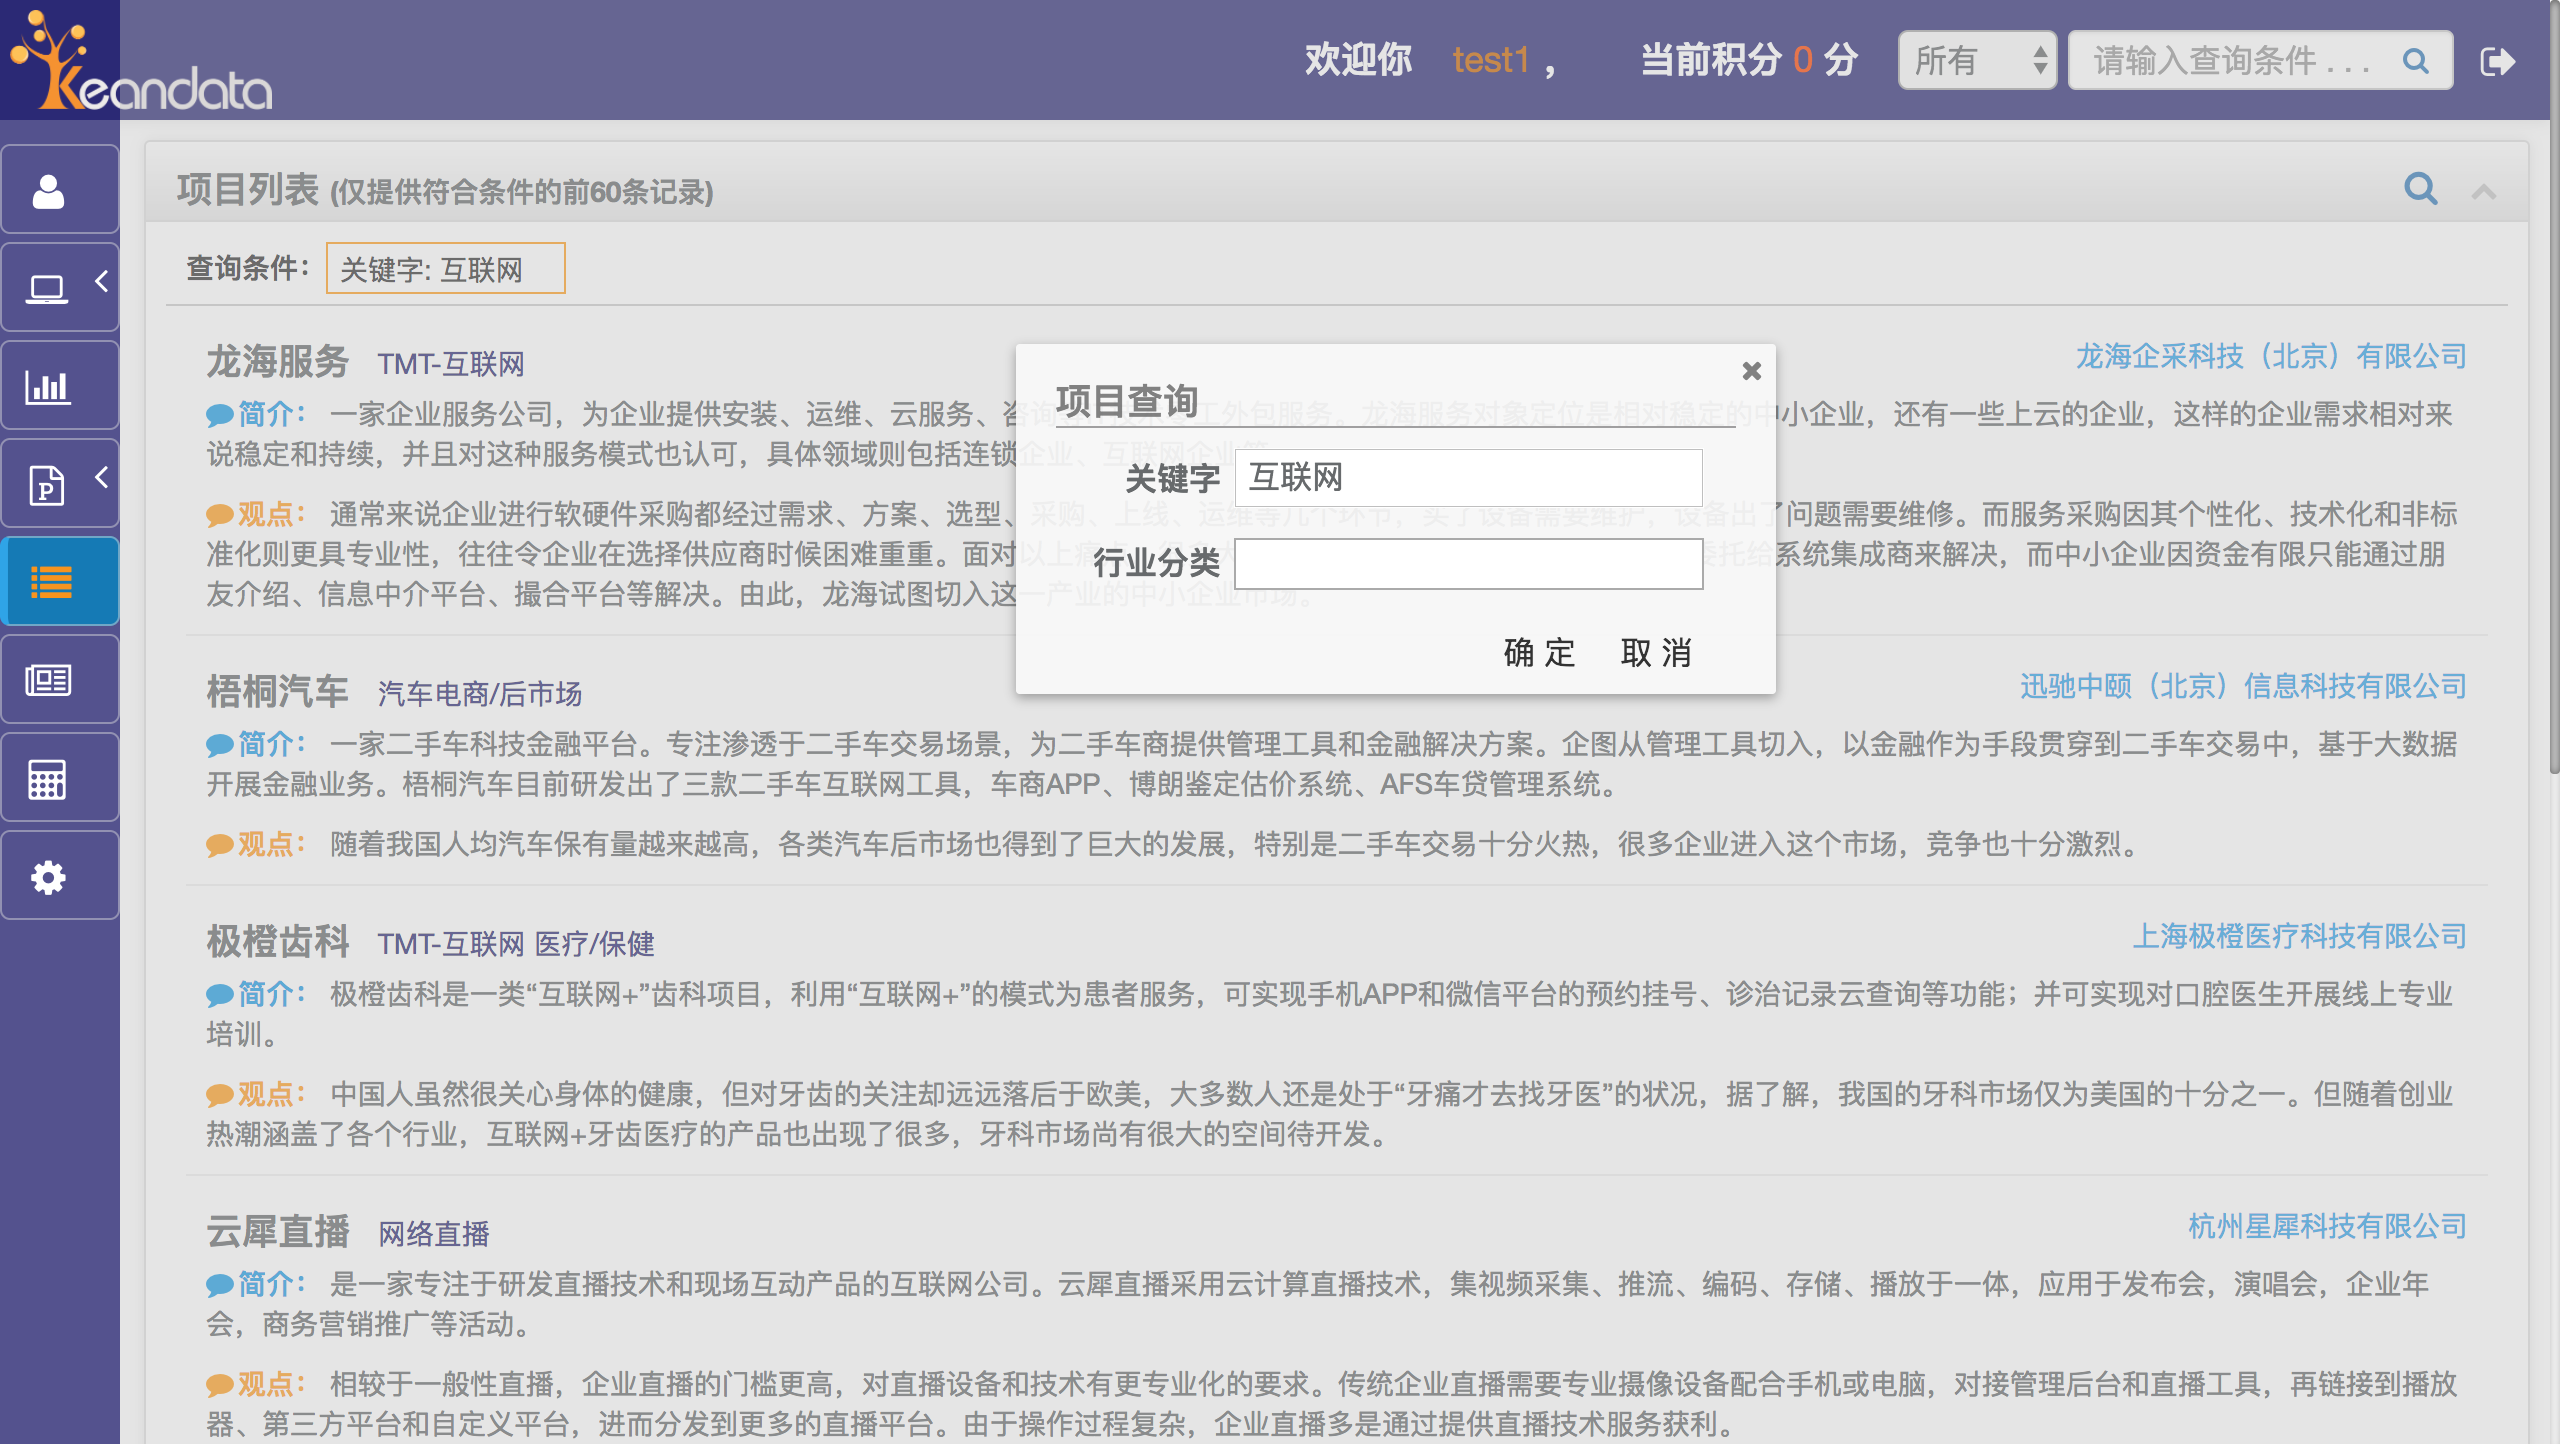 Keandata
欢迎你 test1 ， 当前积分 0 分 所有 请输入查询条件 . . .
项目列表 (仅提供符合条件的前60条记录)
查询条件： 关键字: 互联网
龙海服务 TMT-互联网 龙海企采科技（北京）有限公司
简介： 一家企业服务公司，为企业提供安装、运维、云服务、咨询 工外包服务。龙海服务对象定位是相对稳定的中小企业，还有一些上云的企业，这样的企业需求相对来
说稳定和持续，并且对这种服务模式也认可，具体领域则包括连锁企业、互联网企业等
观点： 通常来说企业进行软硬件采购都经过需求、方案、选型、采购、上线、运维等几个环节，买了设备需要维护，设备出了问题需要维修。而服务采购因其个性化、技术化和非标
准化则更具专业性，往往令企业在选择供应商时候困难重重。面对以上痛点，很多大 委托给系统集成商来解决，而中小企业因资金有限只能通过朋
友介绍、信息中介平台、撮合平台等解决。由此，龙海试图切入这一产业的中小企业市场。
项目查询
关键字 互联网
行业分类
确 定 取 消
梧桐汽车 汽车电商/后市场 迅驰中颐（北京）信息科技有限公司
简介： 一家二手车科技金融平台。专注渗透于二手车交易场景，为二手车商提供管理工具和金融解决方案。企图从管理工具切入，以金融作为手段贯穿到二手车交易中，基于大数据
开展金融业务。梧桐汽车目前研发出了三款二手车互联网工具，车商APP、博朗鉴定估价系统、AFS车贷管理系统。
观点： 随着我国人均汽车保有量越来越高，各类汽车后市场也得到了巨大的发展，特别是二手车交易十分火热，很多企业进入这个市场，竞争也十分激烈。
极橙齿科 TMT-互联网 医疗/保健 上海极橙医疗科技有限公司
简介： 极橙齿科是一类“互联网+”齿科项目，利用“互联网+”的模式为患者服务，可实现手机APP和微信平台的预约挂号、诊治记录云查询等功能；并可实现对口腔医生开展线上专业
培训。
观点： 中国人虽然很关心身体的健康，但对牙齿的关注却远远落后于欧美，大多数人还是处于“牙痛才去找牙医”的状况，据了解，我国的牙科市场仅为美国的十分之一。但随着创业
热潮涵盖了各个行业，互联网+牙齿医疗的产品也出现了很多，牙科市场尚有很大的空间待开发。
云犀直播 网络直播 杭州星犀科技有限公司
简介： 是一家专注于研发直播技术和现场互动产品的互联网公司。云犀直播采用云计算直播技术，集视频采集、推流、编码、存储、播放于一体，应用于发布会，演唱会，企业年
会，商务营销推广等活动。
观点： 相较于一般性直播，企业直播的门槛更高，对直播设备和技术有更专业化的要求。传统企业直播需要专业摄像设备配合手机或电脑，对接管理后台和直播工具，再链接到播放
器、第三方平台和自定义平台，进而分发到更多的直播平台。由于操作过程复杂，企业直播多是通过提供直播技术服务获利。